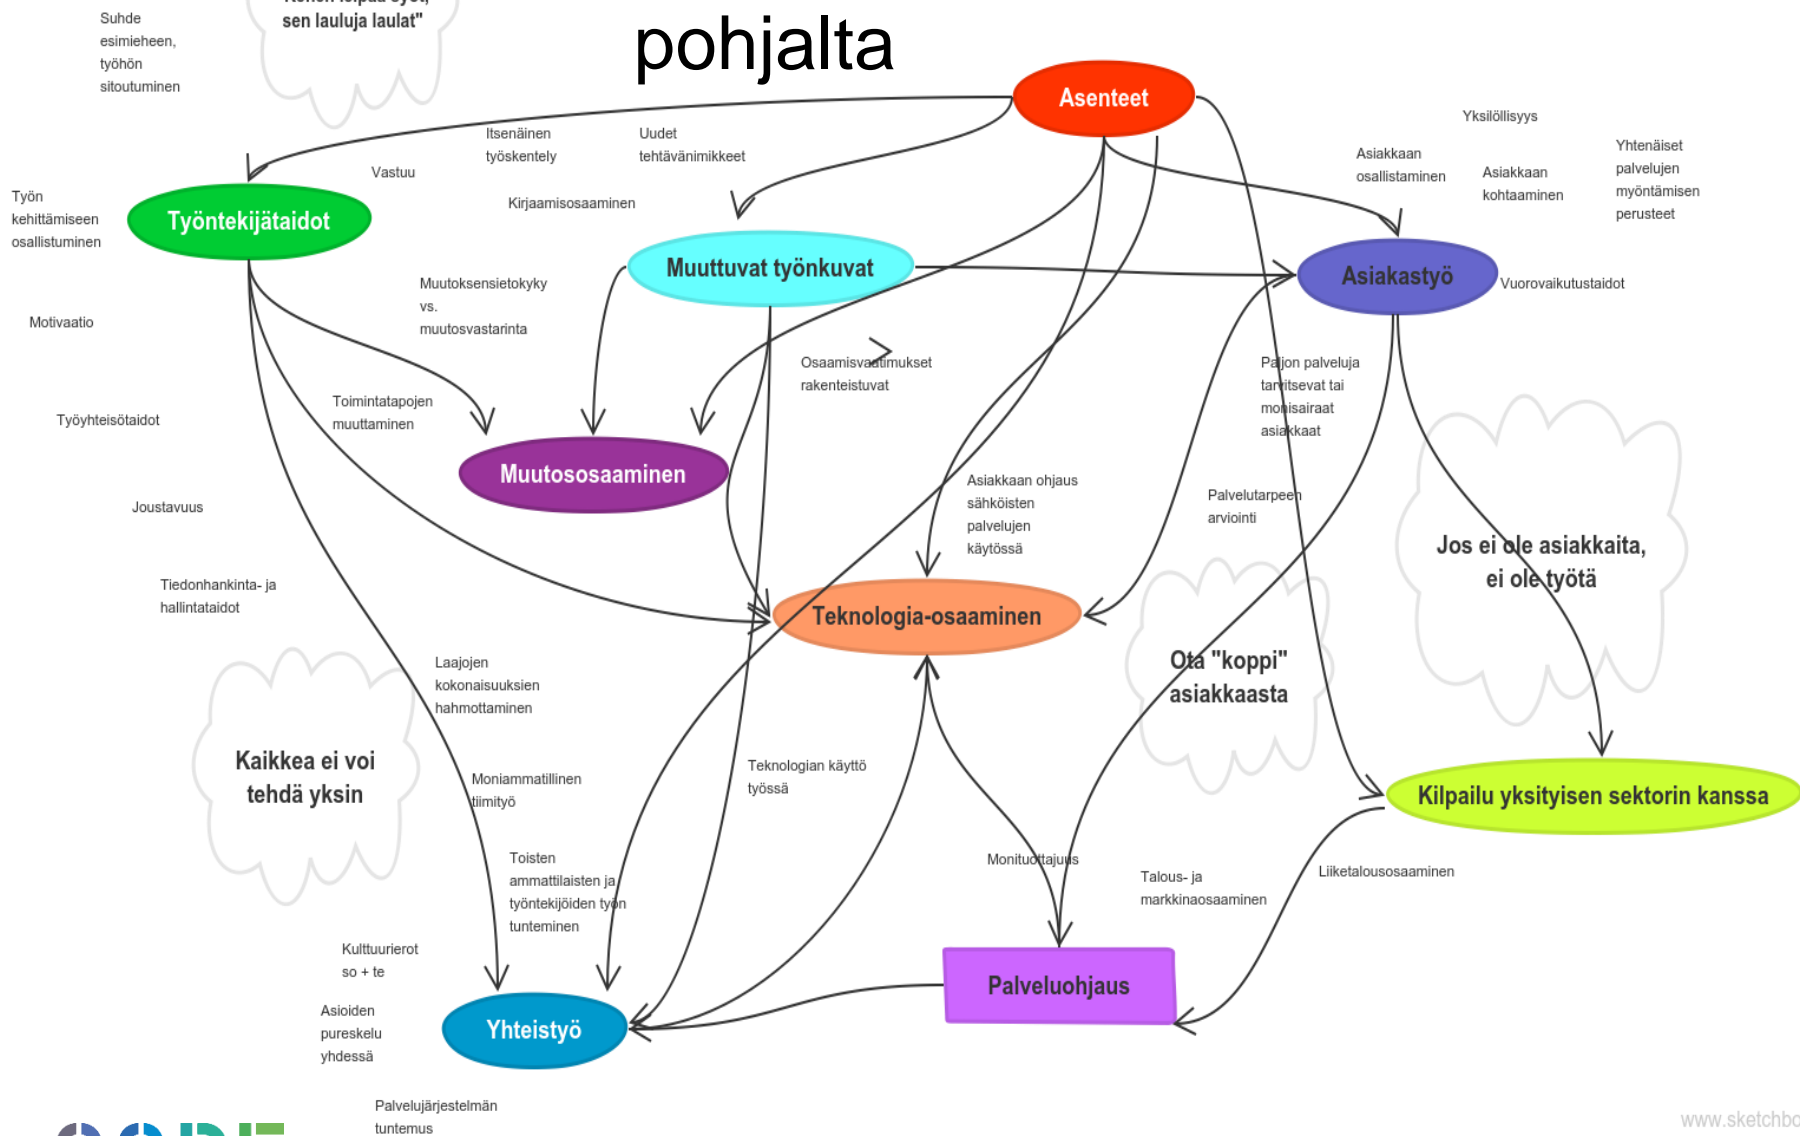 Suhde
esimieheen,
työhön
sitoutuminen
sen lauluja laulat"
pohjalta
Asenteet
Itsenäinen
työskentely
Uudet
tehtävänimikkeet
Vastuu
Kirjaamisosaaminen
Yksilöllisyys
Asiakkaan
osallistaminen
Asiakkaan
kohtaaminen
Yhtenäiset
palvelujen
myöntämisen
perusteet
Työn
kehittämiseen
osallistuminen
Työntekijätaidot
Muuttuvat työnkuvat
Asiakastyö
Vuorovaikutustaidot
Motivaatio
Muutoksensietokyky
vs.
muutosvastarinta
Osaamisvaatimukset
rakenteistuvat
Paljon palveluja
tarvitsevat tai
monisairaat
asiakkaat
Työyhteisötaidot
Toimintatapojen
muuttaminen
Muutososaaminen
Joustavuus
Asiakkaan ohjaus
sähköisten
palvelujen
käytössä
Palvelutarpeen
arviointi
Jos ei ole asiakkaita,
ei ole työtä
Tiedonhankinta- ja
hallintataidot
Teknologia-osaaminen
Ota "koppi"
asiakkaasta
Laajojen
kokonaisuuksien
hahmottaminen
Kaikkea ei voi
tehdä yksin
Moniammatillinen
tiimityö
Teknologian käyttö
työssä
Kilpailu yksityisen sektorin kanssa
Toisten
ammattilaisten ja
työntekijöiden työn
tunteminen
Monituottajuus
Talous- ja
markkinaosaaminen
Liiketalousosaaminen
Kulttuurierot
so + te
Palveluohjaus
Asioiden
pureskelu
yhdessä
Yhteistyö
Palvelujärjestelmän
tuntemus
www.sketchbo